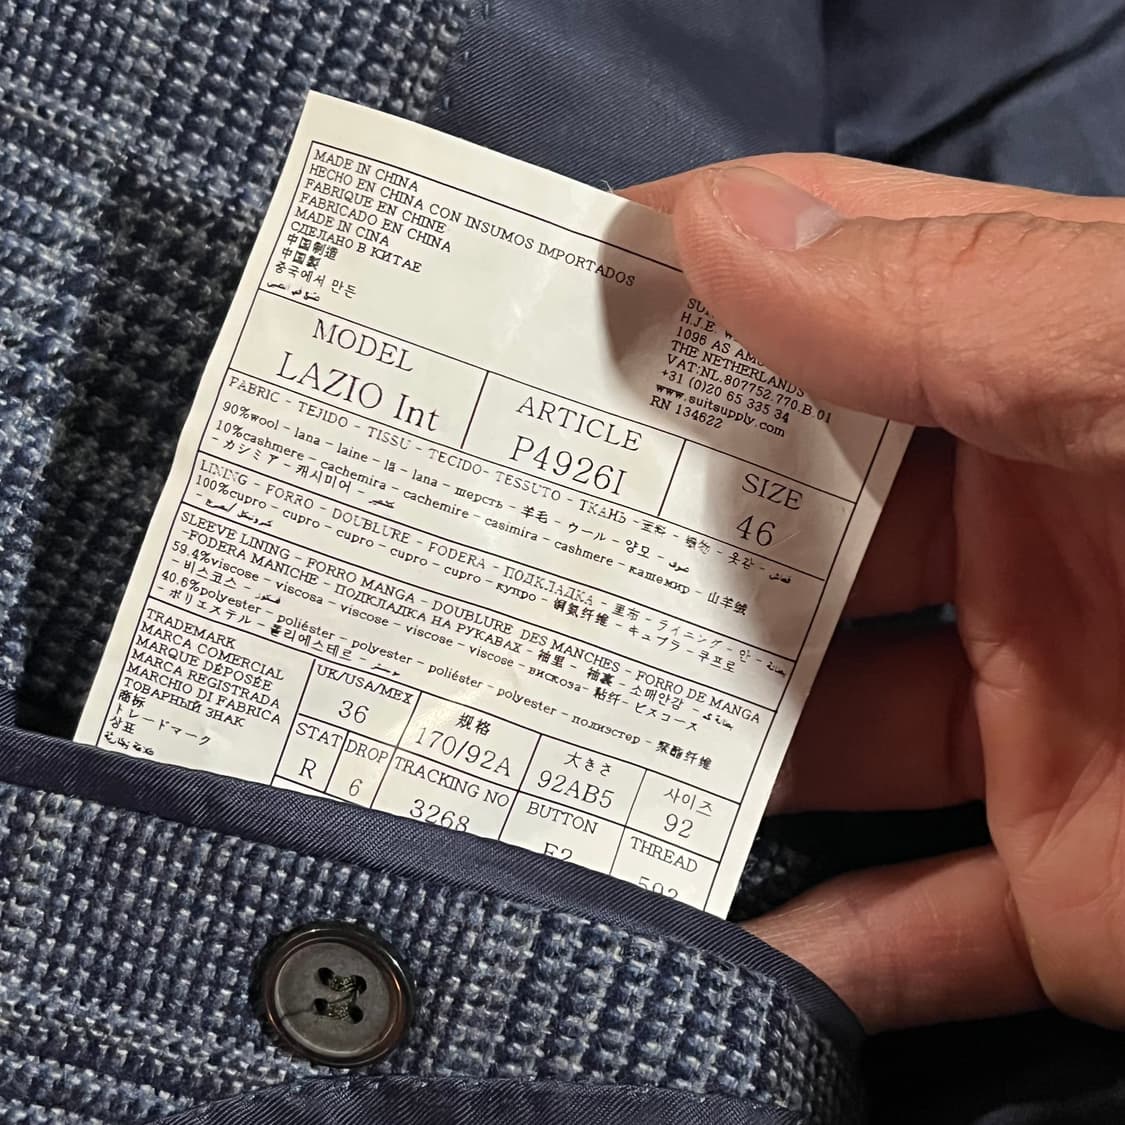 MADE IN CHINA
HECHO EN CHINA CON INSUMOS IMPORTADOS
FABRIQUE EN CHINE
FABRICADO EN CHINA
MADE IN CINA
СДЕЛАНО В КИТАЕ
中国制造
中国製
중국에서 만든
H.J.E.
1096 AS
THE NETHERLANDS
VAT:NL.807752.770.B.01
+31 (0)20 65 335 34
www.suitsupply.com
RN 134622
MODEL
LAZIO Int
ARTICLE
P4926I
SIZE
46
FABRIC - TEJIDO - TISSU - TECIDO- TESSUTO - ТКАНЬ - - 옷감 -
90%wool - lana - laine - - lana - шерсть - 羊毛 - ウール - 양모 -
10%cashmere - cachemira - cachemire - casimira - cashmere - кашемир - 山羊绒
- カシミア - 캐시미어 -
LINING - FORRO - DOUBLURE - FODERA - ПОДКЛАДКА - 里布 - ライニング - 안 -
100%cupro - cupro - cupro - cupro - cupro - купро - 铜氨纤维 - キュプラ - 쿠프로
SLEEVE LINING - FORRO MANGA - DOUBLURE DES MANCHES - FORRO DE MANGA
-FODERA MANICHE - ПОДКЛАДКА НА РУКАВАХ - 袖里 - 袖裏 - 소매안감 -
59.4%viscose - viscosa - viscose - viscose - viscose - вискоза- 粘纤- ビスコース
- 비스코스 -
40.6%polyester - poliéster - polyester - poliéster - polyester - полиэстер - 聚酯纤维
- ポリエステル - 폴리에스테르 -
TRADEMARK
MARCA COMERCIAL
MARQUE DÉPOSÉE
MARCA REGISTRADA
MARCHIO DI FABRICA
ТОВАРНЫЙ ЗНАК
商标
トレードマーク
상표
UK/USA/MEX
36
规格
170/92A
大きさ
92AB5
사이즈
92
STAT
R
DROP
6
TRACKING NO
3268
BUTTON
THREAD